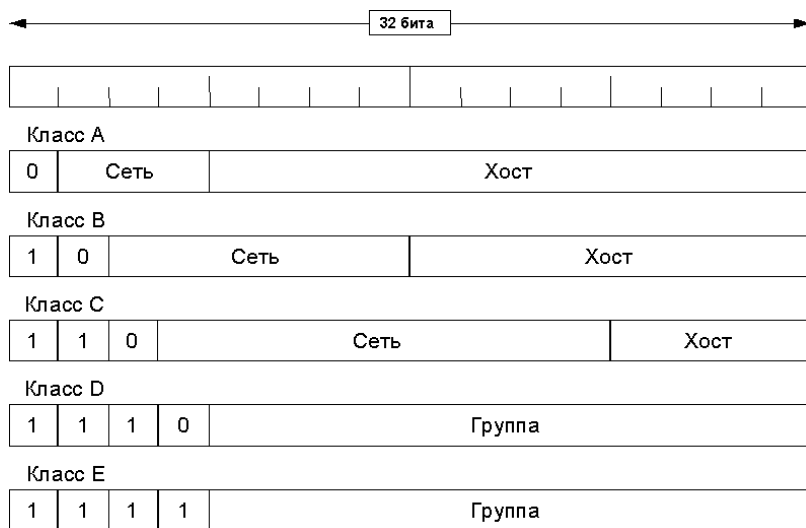 32 бита
Класс A
0 Сеть Хост
Класс B
1 0 Сеть Хост
Класс C
1 1 0 Сеть Хост
Класс D
1 1 1 0 Группа
Класс E
1 1 1 1 Группа